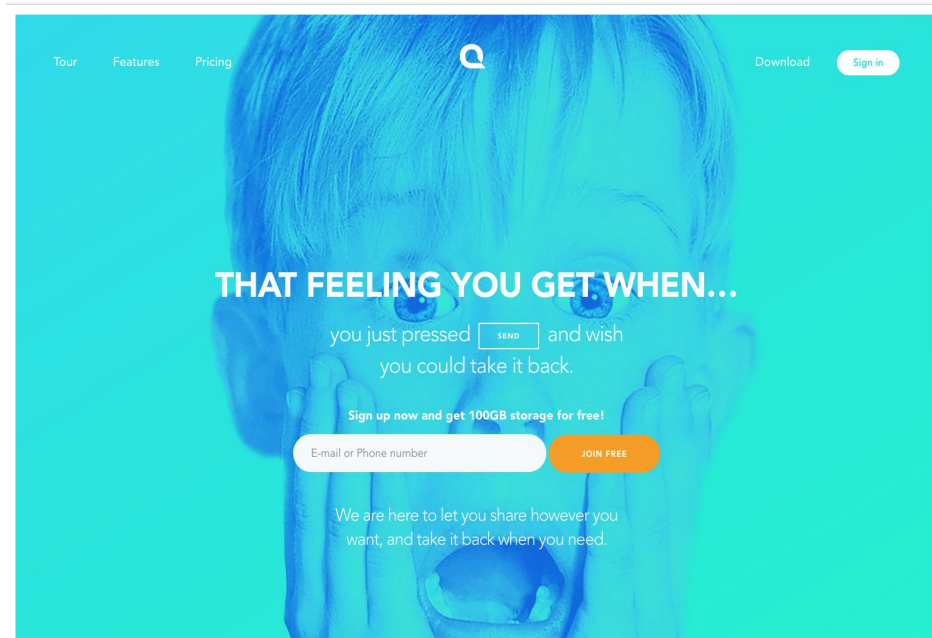 Tour Features Pricing Download Sign in
THAT FEELING YOU GET WHEN...
you just pressed SEND and wish
you could take it back.
Sign up now and get 100GB storage for free!
E-mail or Phone number JOIN FREE
We are here to let you share however you
want, and take it back when you need.